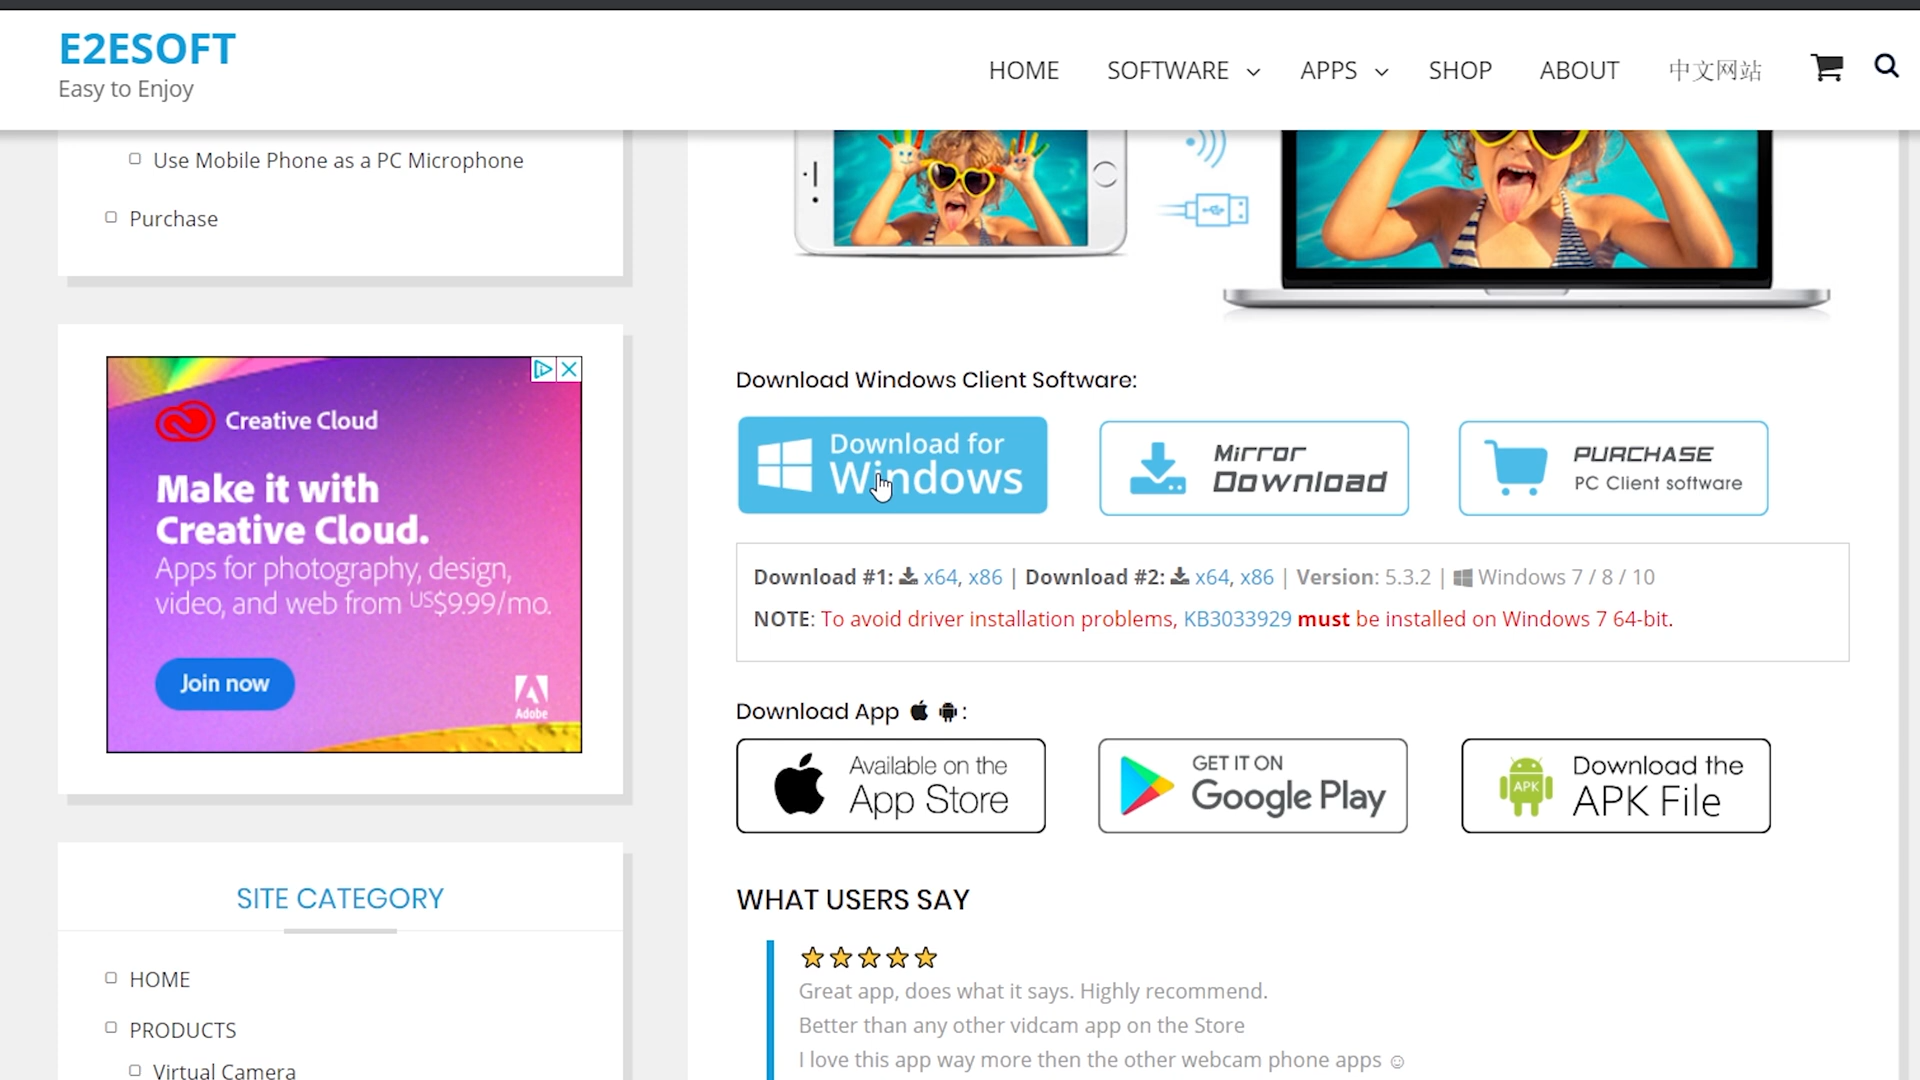 E2ESOFT
Easy to Enjoy
HOME
SOFTWARE
APPS
SHOP
ABOUT
中文网站
Use Mobile Phone as a PC Microphone
Purchase
Creative Cloud
Make it with
Creative Cloud.
Apps for photography, design,
video, and web from US$9.99/mo.
Join now
Adobe
SITE CATEGORY
HOME
PRODUCTS
Virtual Camera
Download Windows Client Software:
Download for
Windows
Mirror
Download
PURCHASE
PC Client software
Download #1: x64, x86 | Download #2: x64, x86 | Version: 5.3.2 | Windows 7 / 8 / 10
NOTE: To avoid driver installation problems, KB3033929 must be installed on Windows 7 64-bit.
Download App :
Available on the
App Store
GET IT ON
Google Play
APK
Download the
APK File
WHAT USERS SAY
Great app, does what it says. Highly recommend.
Better than any other vidcam app on the Store
I love this app way more then the other webcam phone apps ☺